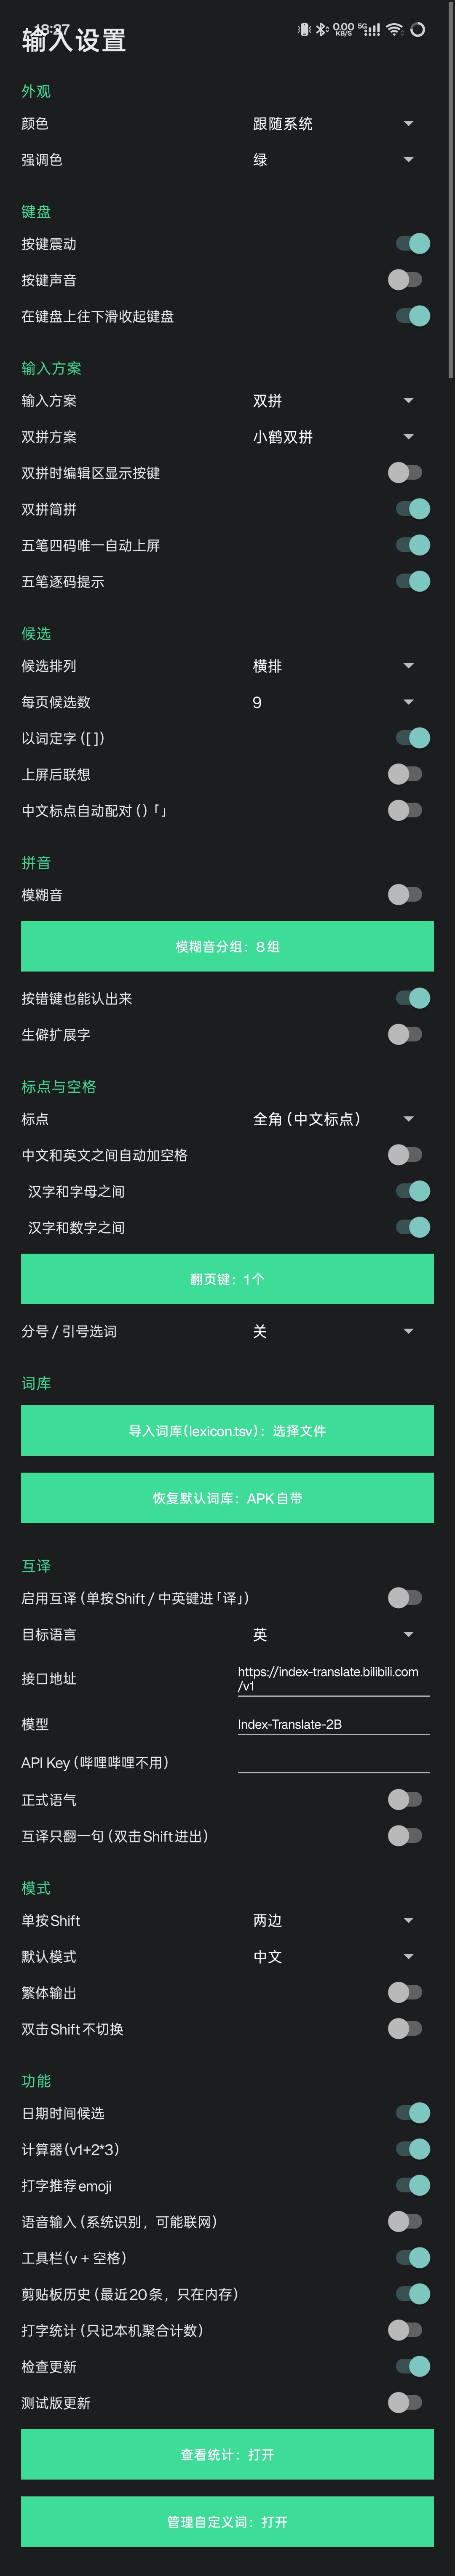 18:27
0.00 KB/S 5G
输入设置
外观
颜色 跟随系统
强调色 绿
键盘
按键震动
按键声音
在键盘上往下滑收起键盘
输入方案
输入方案 双拼
双拼方案 小鹤双拼
双拼时编辑区显示按键
双拼简拼
五笔四码唯一自动上屏
五笔逐码提示
候选
候选排列 横排
每页候选数 9
以词定字 ([ ])
上屏后联想
中文标点自动配对 ()「」
拼音
模糊音
模糊音分组：8组
按错键也能认出来
生僻扩展字
标点与空格
标点 全角（中文标点）
中文和英文之间自动加空格
汉字和字母之间
汉字和数字之间
翻页键：1个
分号 / 引号选词 关
词库
导入词库(lexicon.tsv)：选择文件
恢复默认词库：APK自带
互译
启用互译（单按Shift / 中英键进「译」）
目标语言 英
接口地址 https://index-translate.bilibili.com
/v1
模型 Index-Translate-2B
API Key（哔哩哔哩不用）
正式语气
互译只翻一句（双击Shift进出）
模式
单按Shift 两边
默认模式 中文
繁体输出
双击Shift不切换
功能
日期时间候选
计算器(v1+2*3)
打字推荐emoji
语音输入（系统识别，可能联网）
工具栏(v + 空格)
剪贴板历史（最近20条，只在内存）
打字统计（只记本机聚合计数）
检查更新
测试版更新
查看统计：打开
管理自定义词：打开